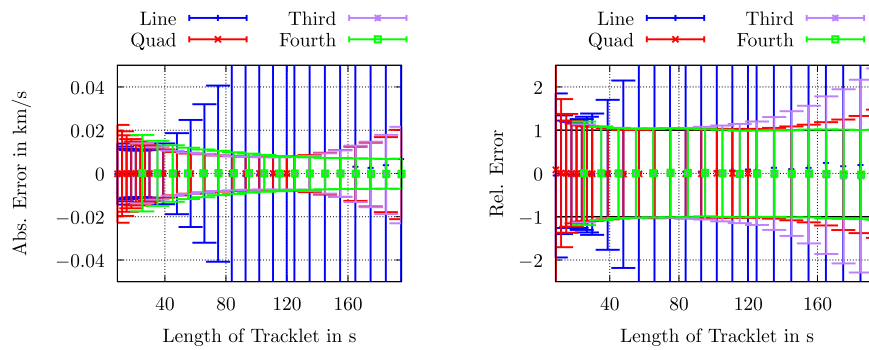 Line Third
Quad Fourth
0.04
0.02
0
−0.02
−0.04
Abs. Error in km/s
40 80 120 160
Length of Tracklet in s
Line Third
Quad Fourth
2
1
0
−1
−2
Rel. Error
40 80 120 160
Length of Tracklet in s